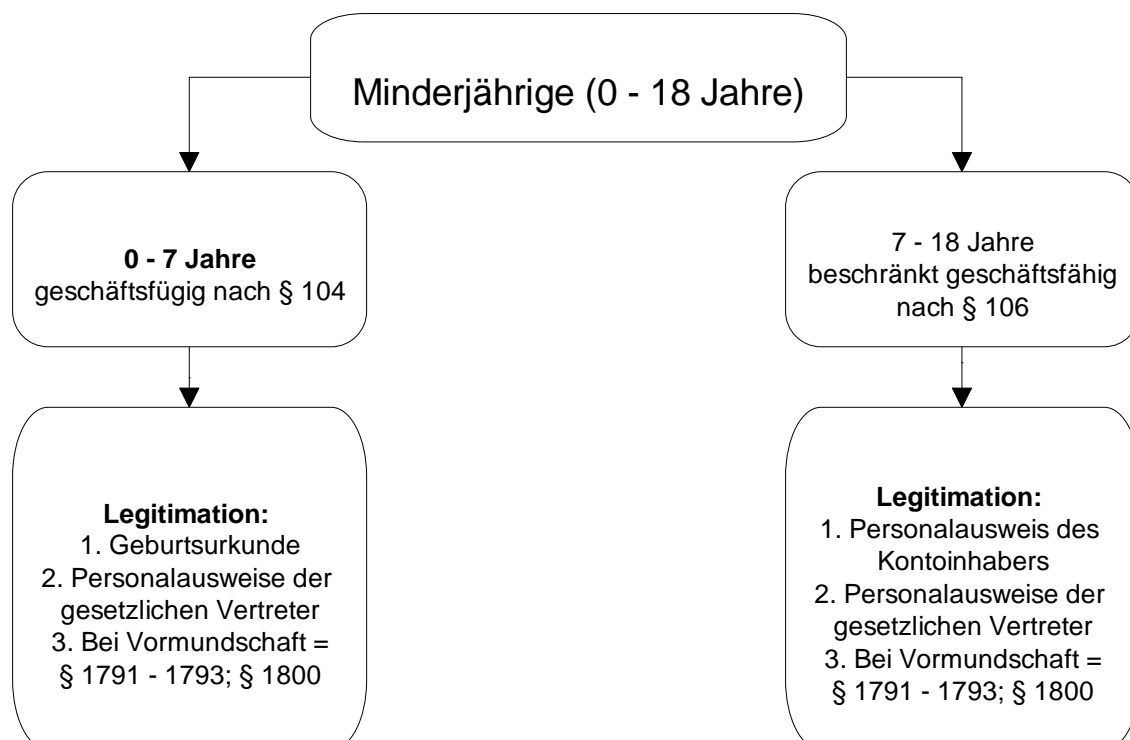 Minderjährige (0 - 18 Jahre)
0 - 7 Jahre
geschäftsfügig nach § 104
7 - 18 Jahre
beschränkt geschäftsfähig
nach § 106
Legitimation:
1. Geburtsurkunde
2. Personalausweise der
gesetzlichen Vertreter
3. Bei Vormundschaft =
§ 1791 - 1793; § 1800
Legitimation:
1. Personalausweis des
Kontoinhabers
2. Personalausweise der
gesetzlichen Vertreter
3. Bei Vormundschaft =
§ 1791 - 1793; § 1800